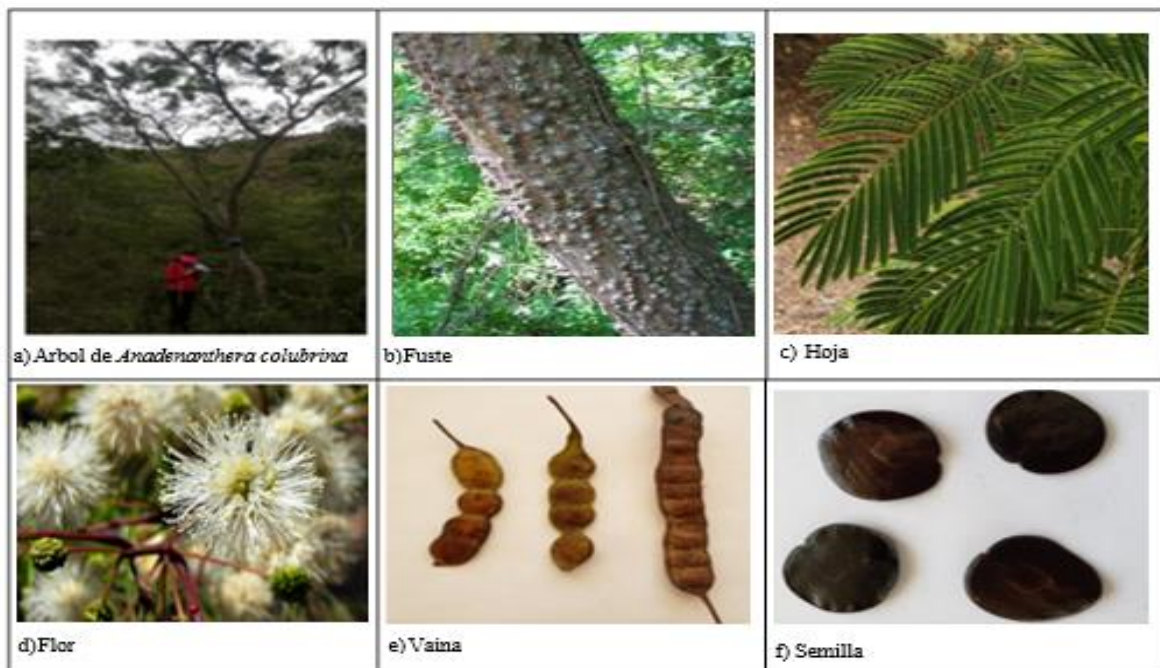 a) Arbol de Anadenanthera colubrina
b)Fuste
c) Hoja
d)Flor
e)Vaina
f) Semilla